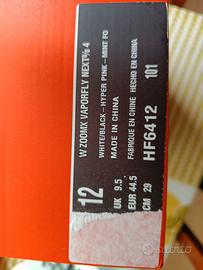 W ZOOMX VAPORFLY NEXT% 4
WHITE/BLACK-HYPER PINK-MINT FO
MADE IN CHINA
FABRIQUE EN CHINE HECHO EN CHINA
HF6412 101
12
UK 9.5
EUR 44.5
CM 29
subito